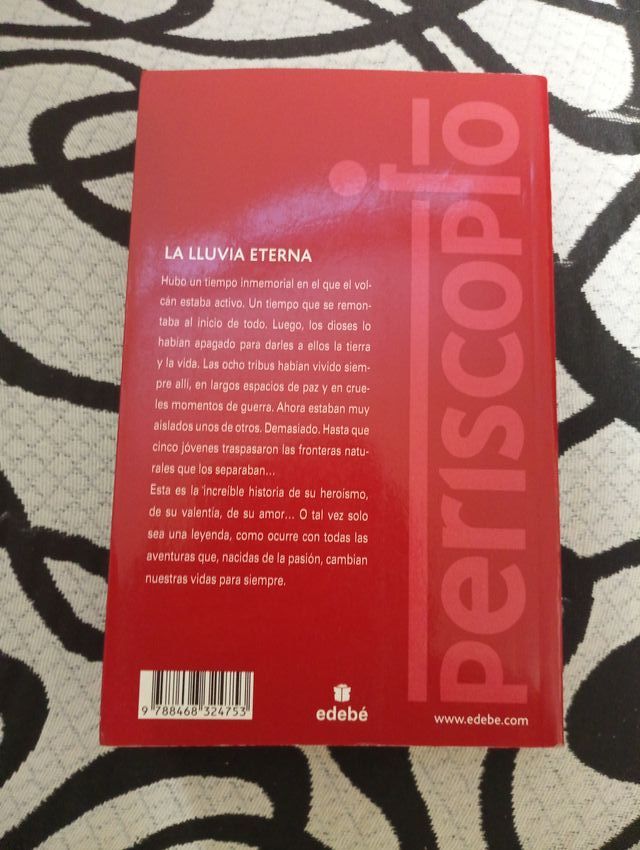 LA LLUVIA ETERNA
Hubo un tiempo inmemorial en el que el vol-
cán estaba activo. Un tiempo que se remon-
taba al inicio de todo. Luego, los dioses lo
habían apagado para darles a ellos la tierra
y la vida. Las ocho tribus habían vivido siem-
pre allí, en largos espacios de paz y en crue-
les momentos de guerra. Ahora estaban muy
aislados unos de otros. Demasiado. Hasta que
cinco jóvenes traspasaron las fronteras natu-
rales que los separaban...
Esta es la increíble historia de su heroísmo,
de su valentía, de su amor... O tal vez solo
sea una leyenda, como ocurre con todas las
aventuras que, nacidas de la pasión, cambian
nuestras vidas para siempre.
9 788468 324753
edebé
www.edebe.com
periscopio